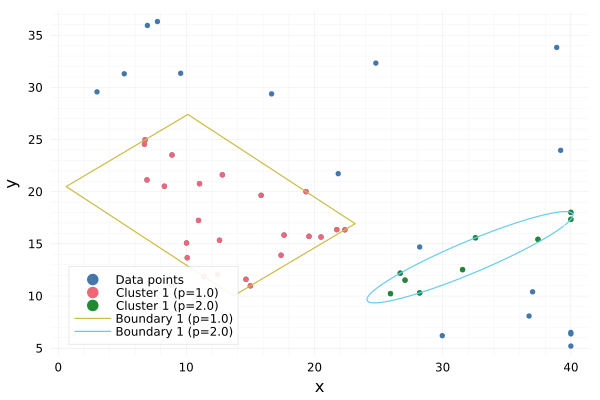 35
30
25
20
15
10
5
y
Data points
Cluster 1 (p=1.0)
Cluster 1 (p=2.0)
Boundary 1 (p=1.0)
Boundary 1 (p=2.0)
0 10 20 30 40
x